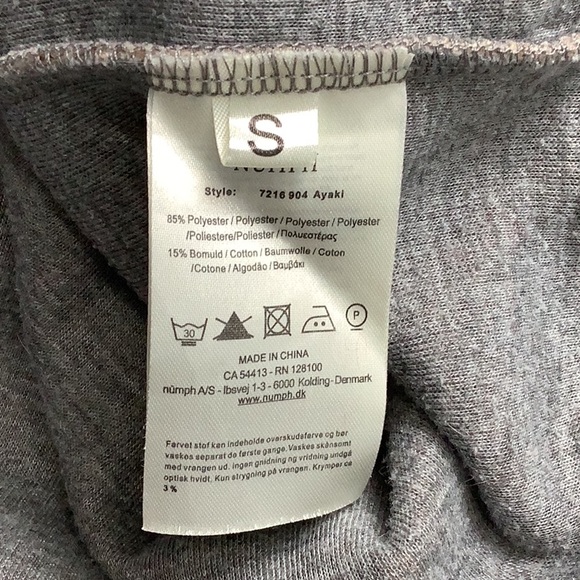 S
Style: 7216 904 Ayaki
85% Polyester / Polyester / Polyester / Polyester
/Poliestere/Poliester / Πολυεστέρας
15% Bomuld / Cotton / Baumwolle / Coton
/Cotone / Algodão / Βαμβάκι
30
P
MADE IN CHINA
CA 54413 - RN 128100
nümph A/S - Ibsvej 1-3 - 6000 Kolding-Denmark
www.numph.dk
Farvet stof kan indeholde overskudsfarve og bør
vaskes separat de første gange. Vaskes skånsomt
med vrangen ud. ingen gnidning og vridning undgå
optisk hvidt. Kun strygning på vrangen. Krymper ca
3 %